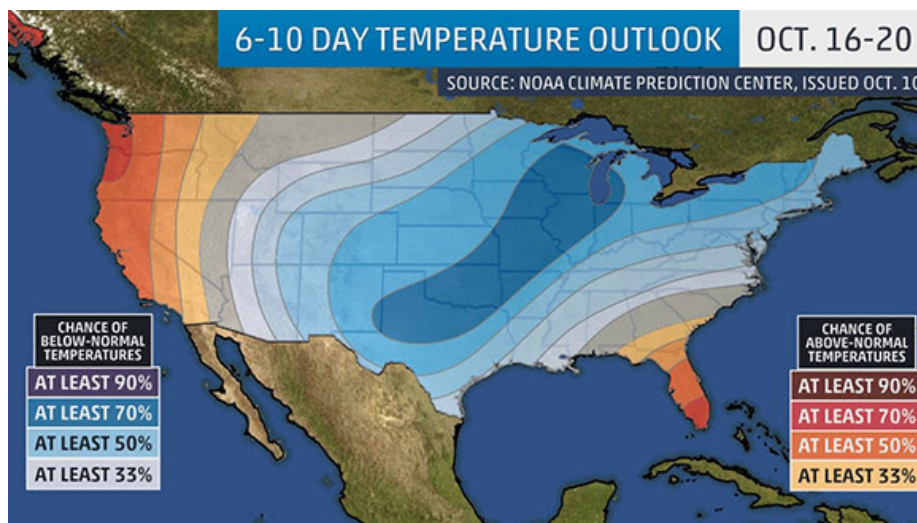 6-10 DAY TEMPERATURE OUTLOOK
OCT. 16-20
SOURCE: NOAA CLIMATE PREDICTION CENTER, ISSUED OCT. 10
CHANCE OF
BELOW-NORMAL
TEMPERATURES
AT LEAST 90%
AT LEAST 70%
AT LEAST 50%
AT LEAST 33%
CHANCE OF
ABOVE-NORMAL
TEMPERATURES
AT LEAST 90%
AT LEAST 70%
AT LEAST 50%
AT LEAST 33%